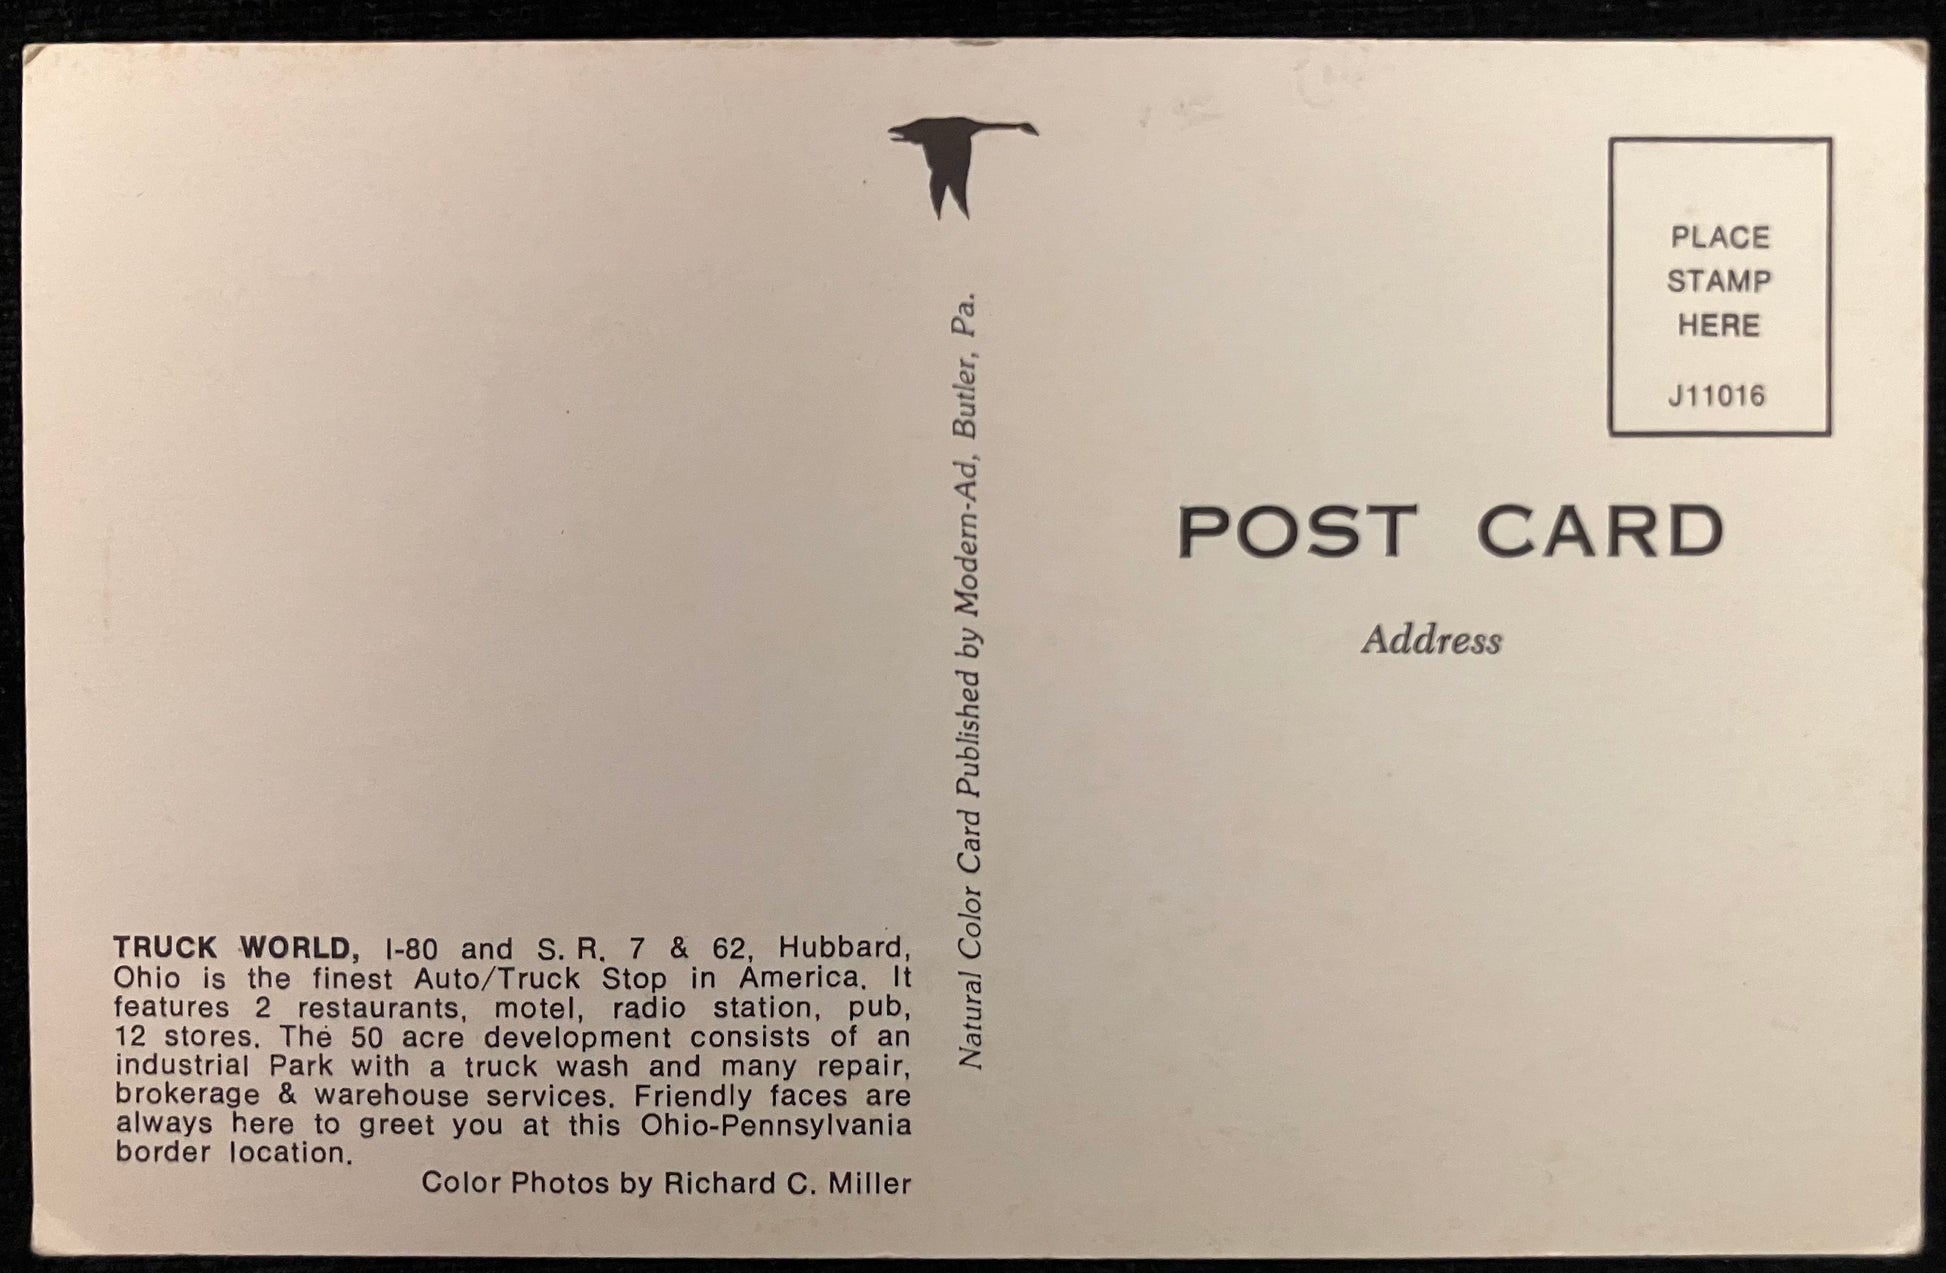 PLACE
STAMP
HERE
J11016
POST CARD
Address
Natural Color Card Published by Modern-Ad, Butler, Pa.
TRUCK WORLD, I-80 and S. R. 7 & 62, Hubbard,
Ohio is the finest Auto/Truck Stop in America. It
features 2 restaurants, motel, radio station, pub,
12 stores. The 50 acre development consists of an
industrial Park with a truck wash and many repair,
brokerage & warehouse services. Friendly faces are
always here to greet you at this Ohio-Pennsylvania
border location.
Color Photos by Richard C. Miller